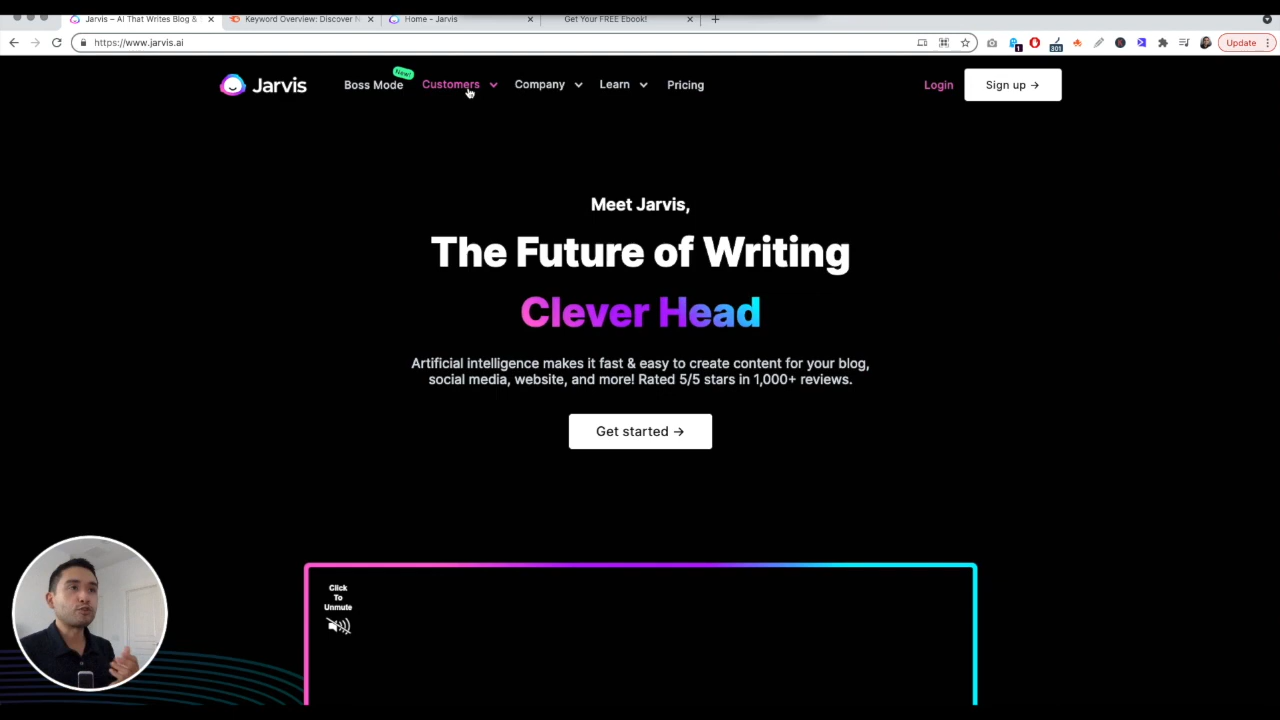 Jarvis – AI That Writes Blog &
Keyword Overview: Discover N
Home - Jarvis
Get Your FREE Ebook!
https://www.jarvis.ai
1
301
Update
Jarvis
Boss Mode
New!
Customers
Company
Learn
Pricing
Login
Sign up →
Meet Jarvis,
The Future of Writing
Clever Head
Artificial intelligence makes it fast & easy to create content for your blog,
social media, website, and more! Rated 5/5 stars in 1,000+ reviews.
Get started →
Click
To
Unmute